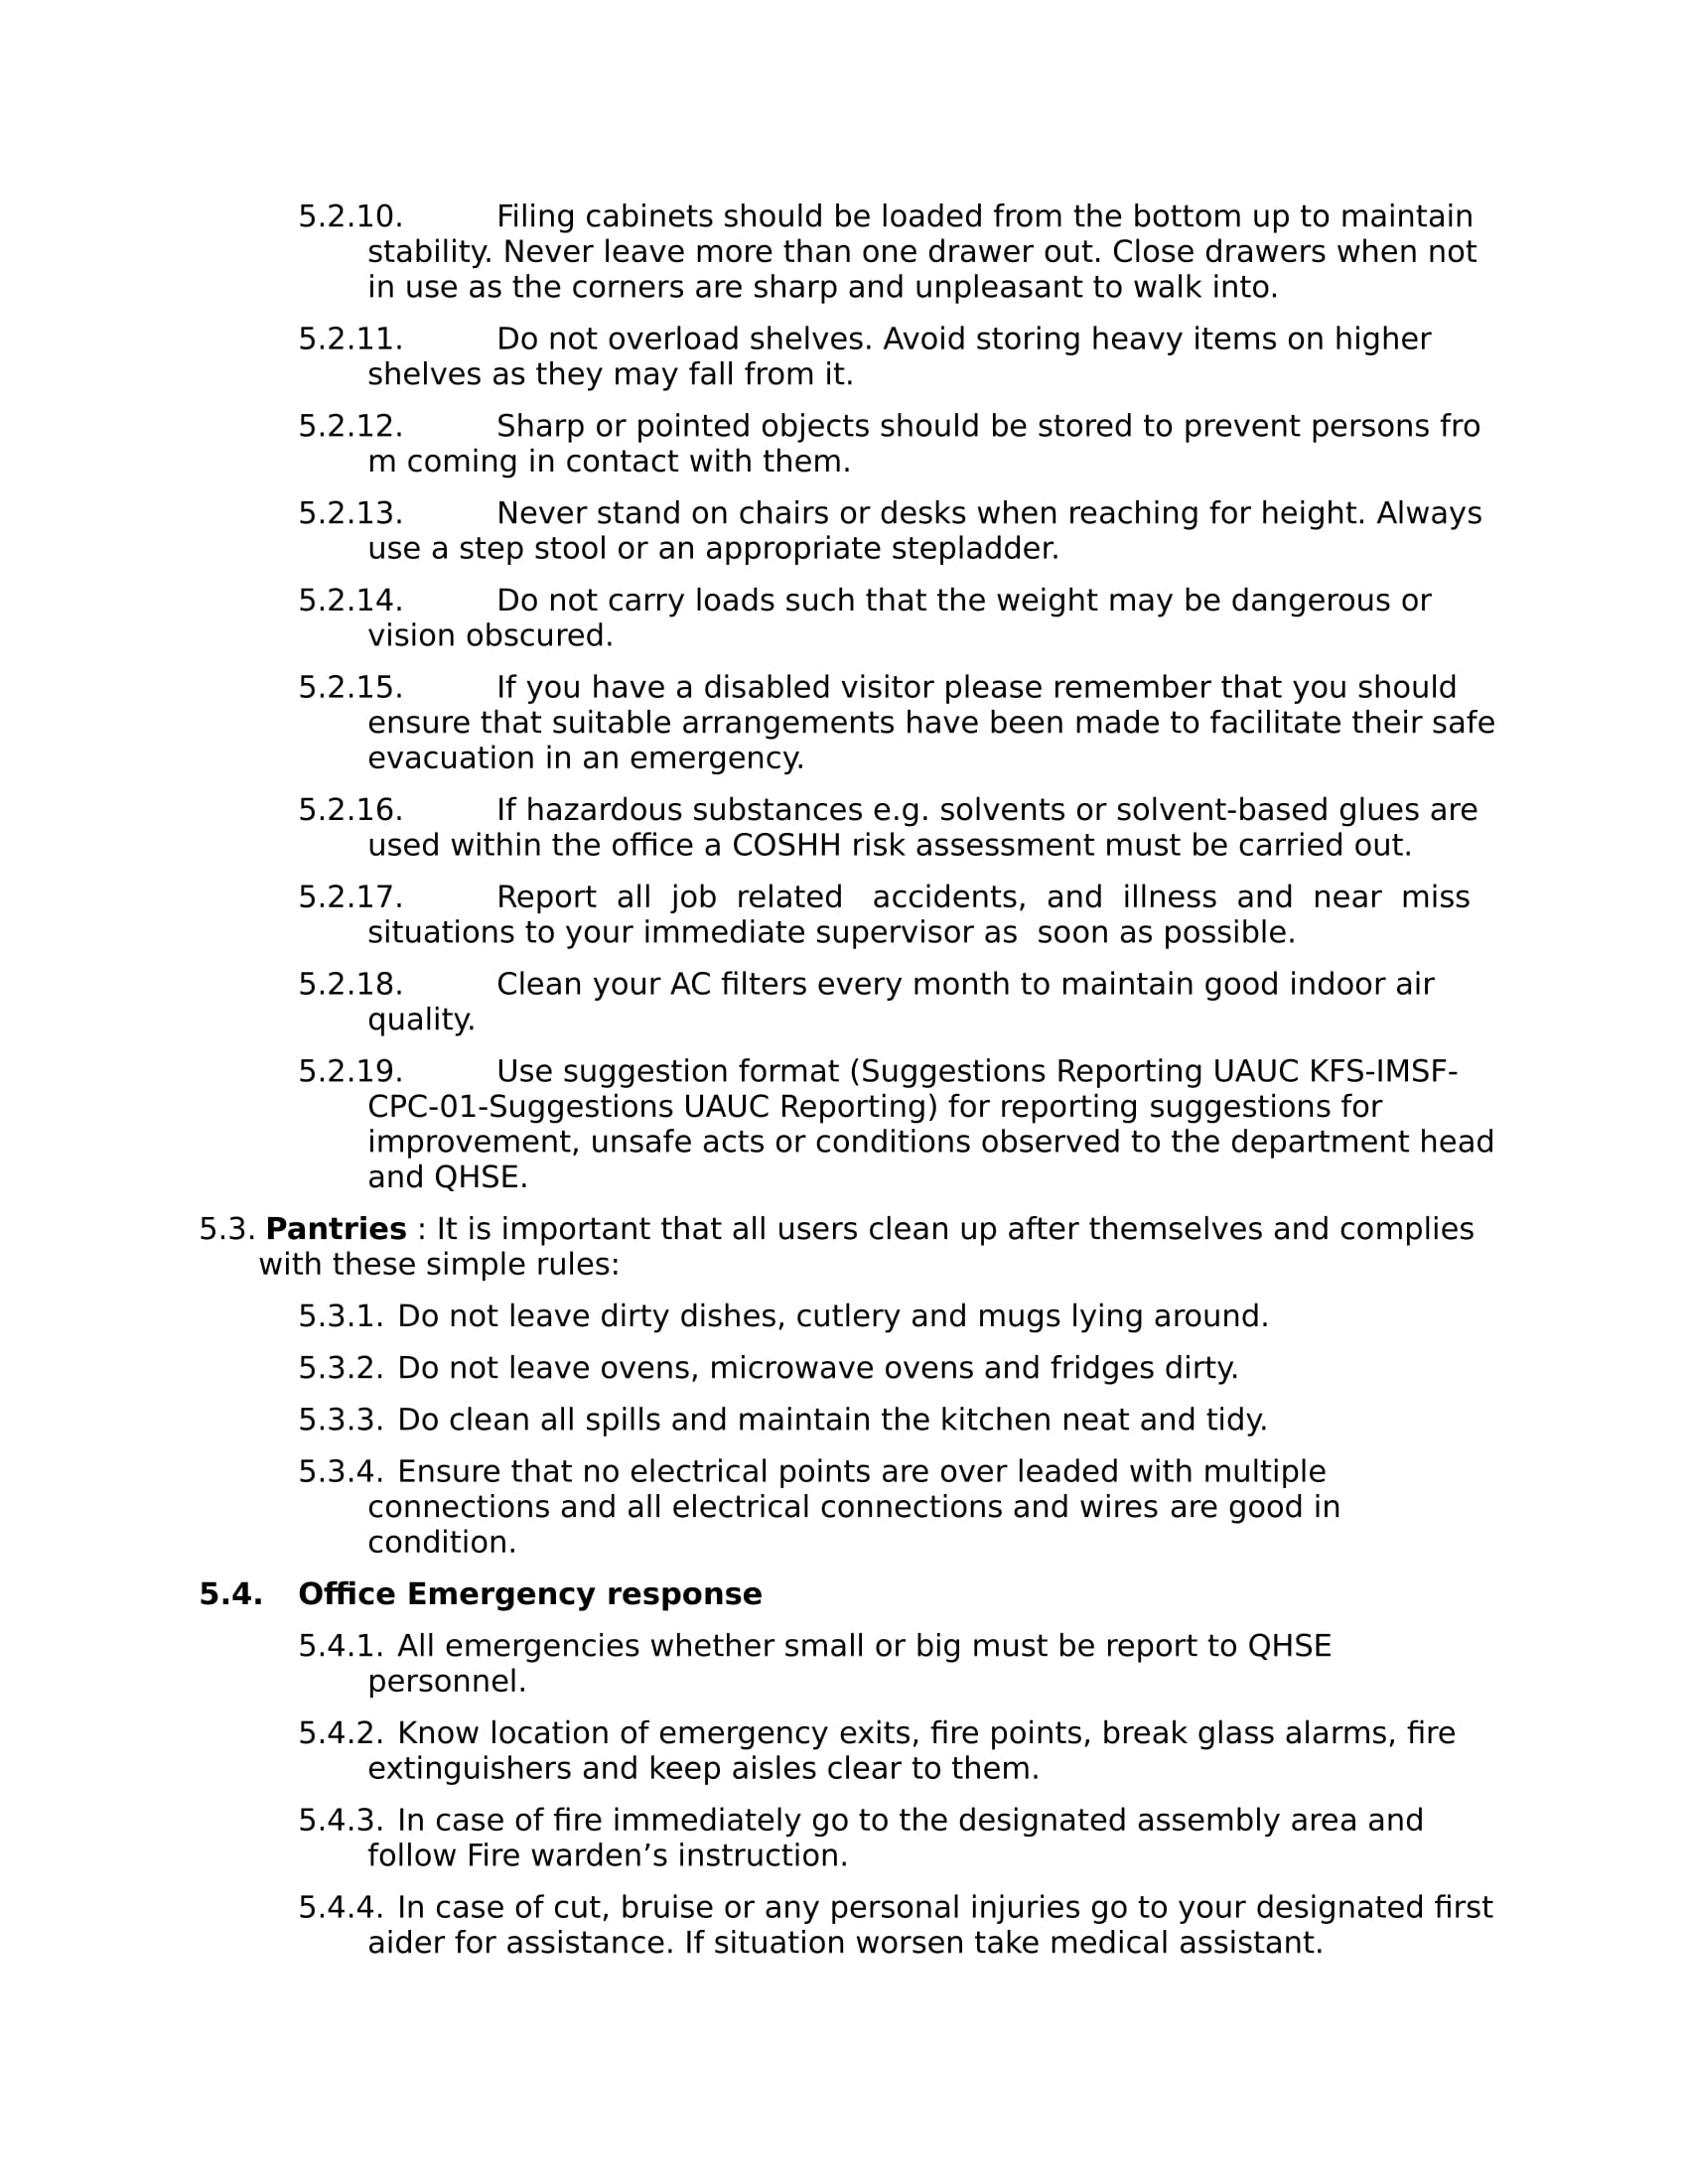 5.2.10. Filing cabinets should be loaded from the bottom up to maintain
stability. Never leave more than one drawer out. Close drawers when not
in use as the corners are sharp and unpleasant to walk into.
5.2.11. Do not overload shelves. Avoid storing heavy items on higher
shelves as they may fall from it.
5.2.12. Sharp or pointed objects should be stored to prevent persons fro
m coming in contact with them.
5.2.13. Never stand on chairs or desks when reaching for height. Always
use a step stool or an appropriate stepladder.
5.2.14. Do not carry loads such that the weight may be dangerous or
vision obscured.
5.2.15. If you have a disabled visitor please remember that you should
ensure that suitable arrangements have been made to facilitate their safe
evacuation in an emergency.
5.2.16. If hazardous substances e.g. solvents or solvent-based glues are
used within the office a COSHH risk assessment must be carried out.
5.2.17. Report all job related accidents, and illness and near miss
situations to your immediate supervisor as soon as possible.
5.2.18. Clean your AC filters every month to maintain good indoor air
quality.
5.2.19. Use suggestion format (Suggestions Reporting UAUC KFS-IMSF-
CPC-01-Suggestions UAUC Reporting) for reporting suggestions for
improvement, unsafe acts or conditions observed to the department head
and QHSE.
5.3. Pantries : It is important that all users clean up after themselves and complies
with these simple rules:
5.3.1. Do not leave dirty dishes, cutlery and mugs lying around.
5.3.2. Do not leave ovens, microwave ovens and fridges dirty.
5.3.3. Do clean all spills and maintain the kitchen neat and tidy.
5.3.4. Ensure that no electrical points are over leaded with multiple
connections and all electrical connections and wires are good in
condition.
5.4. Office Emergency response
5.4.1. All emergencies whether small or big must be report to QHSE
personnel.
5.4.2. Know location of emergency exits, fire points, break glass alarms, fire
extinguishers and keep aisles clear to them.
5.4.3. In case of fire immediately go to the designated assembly area and
follow Fire warden’s instruction.
5.4.4. In case of cut, bruise or any personal injuries go to your designated first
aider for assistance. If situation worsen take medical assistant.